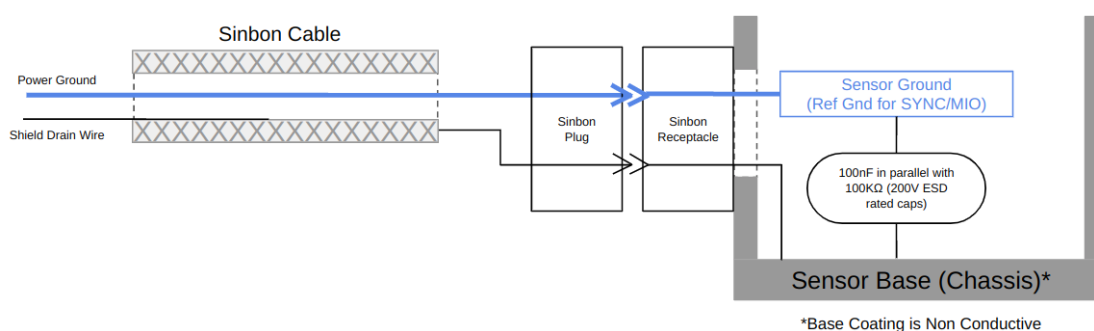 Sinbon Cable
Power Ground
Shield Drain Wire
Sinbon
Plug
Sinbon
Receptacle
Sensor Ground
(Ref Gnd for SYNC/MIO)
100nF in parallel with
100KΩ (200V ESD
rated caps)
Sensor Base (Chassis)*
*Base Coating is Non Conductive